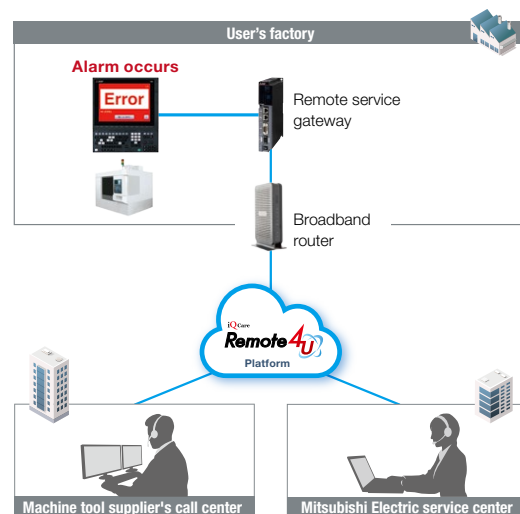 User's factory
Alarm occurs
Error
Remote service
gateway
Broadband
router
iQ Care
Remote4U
Platform
Machine tool supplier's call center
Mitsubishi Electric service center